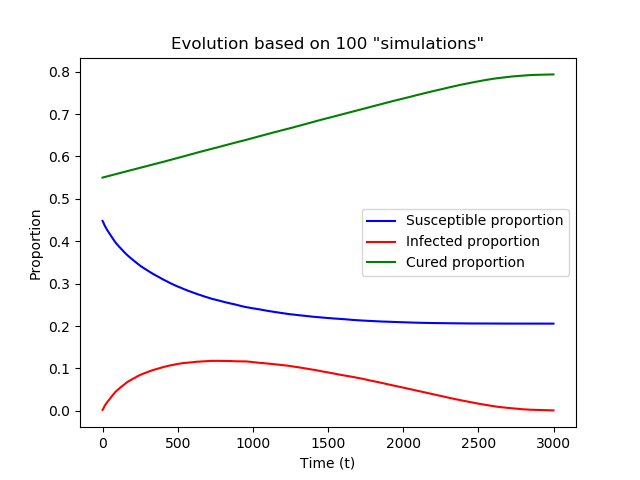 Evolution based on 100 "simulations"
Proportion
0.8
0.7
0.6
0.5
0.4
0.3
0.2
0.1
0.0
Susceptible proportion
Infected proportion
Cured proportion
0 500 1000 1500 2000 2500 3000
Time (t)